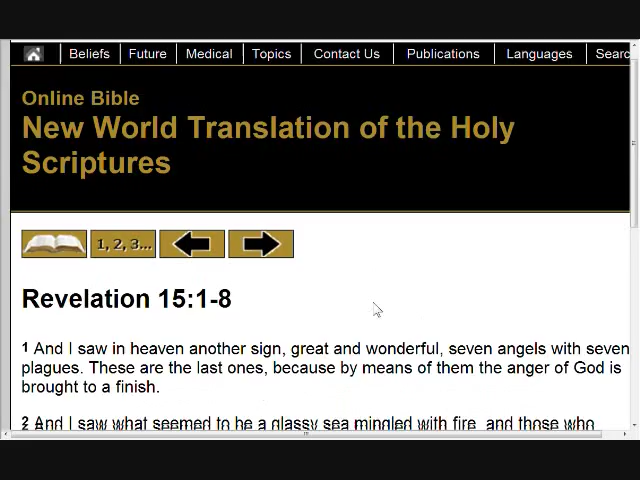 Beliefs Future Medical Topics Contact Us Publications Languages Searc
Online Bible
New World Translation of the Holy
Scriptures
1, 2, 3...
Revelation 15:1-8
1 And I saw in heaven another sign, great and wonderful, seven angels with seven
plagues. These are the last ones, because by means of them the anger of God is
brought to a finish.
2 And I saw what seemed to be a glassy sea mingled with fire, and those who